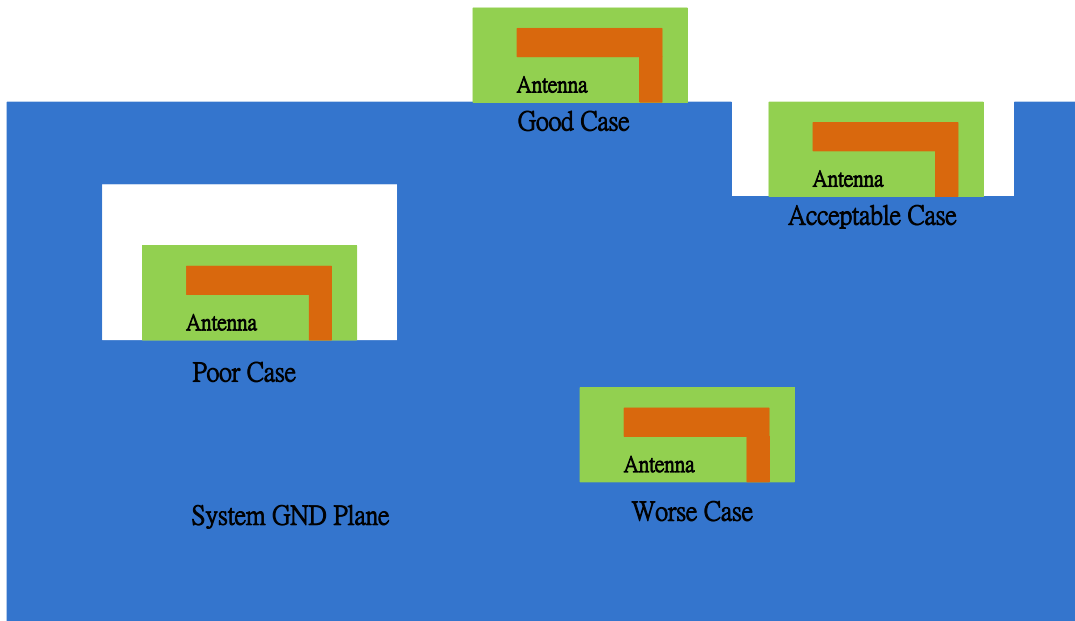 Antenna
Good Case
Antenna
Acceptable Case
Antenna
Poor Case
Antenna
Worse Case
System GND Plane